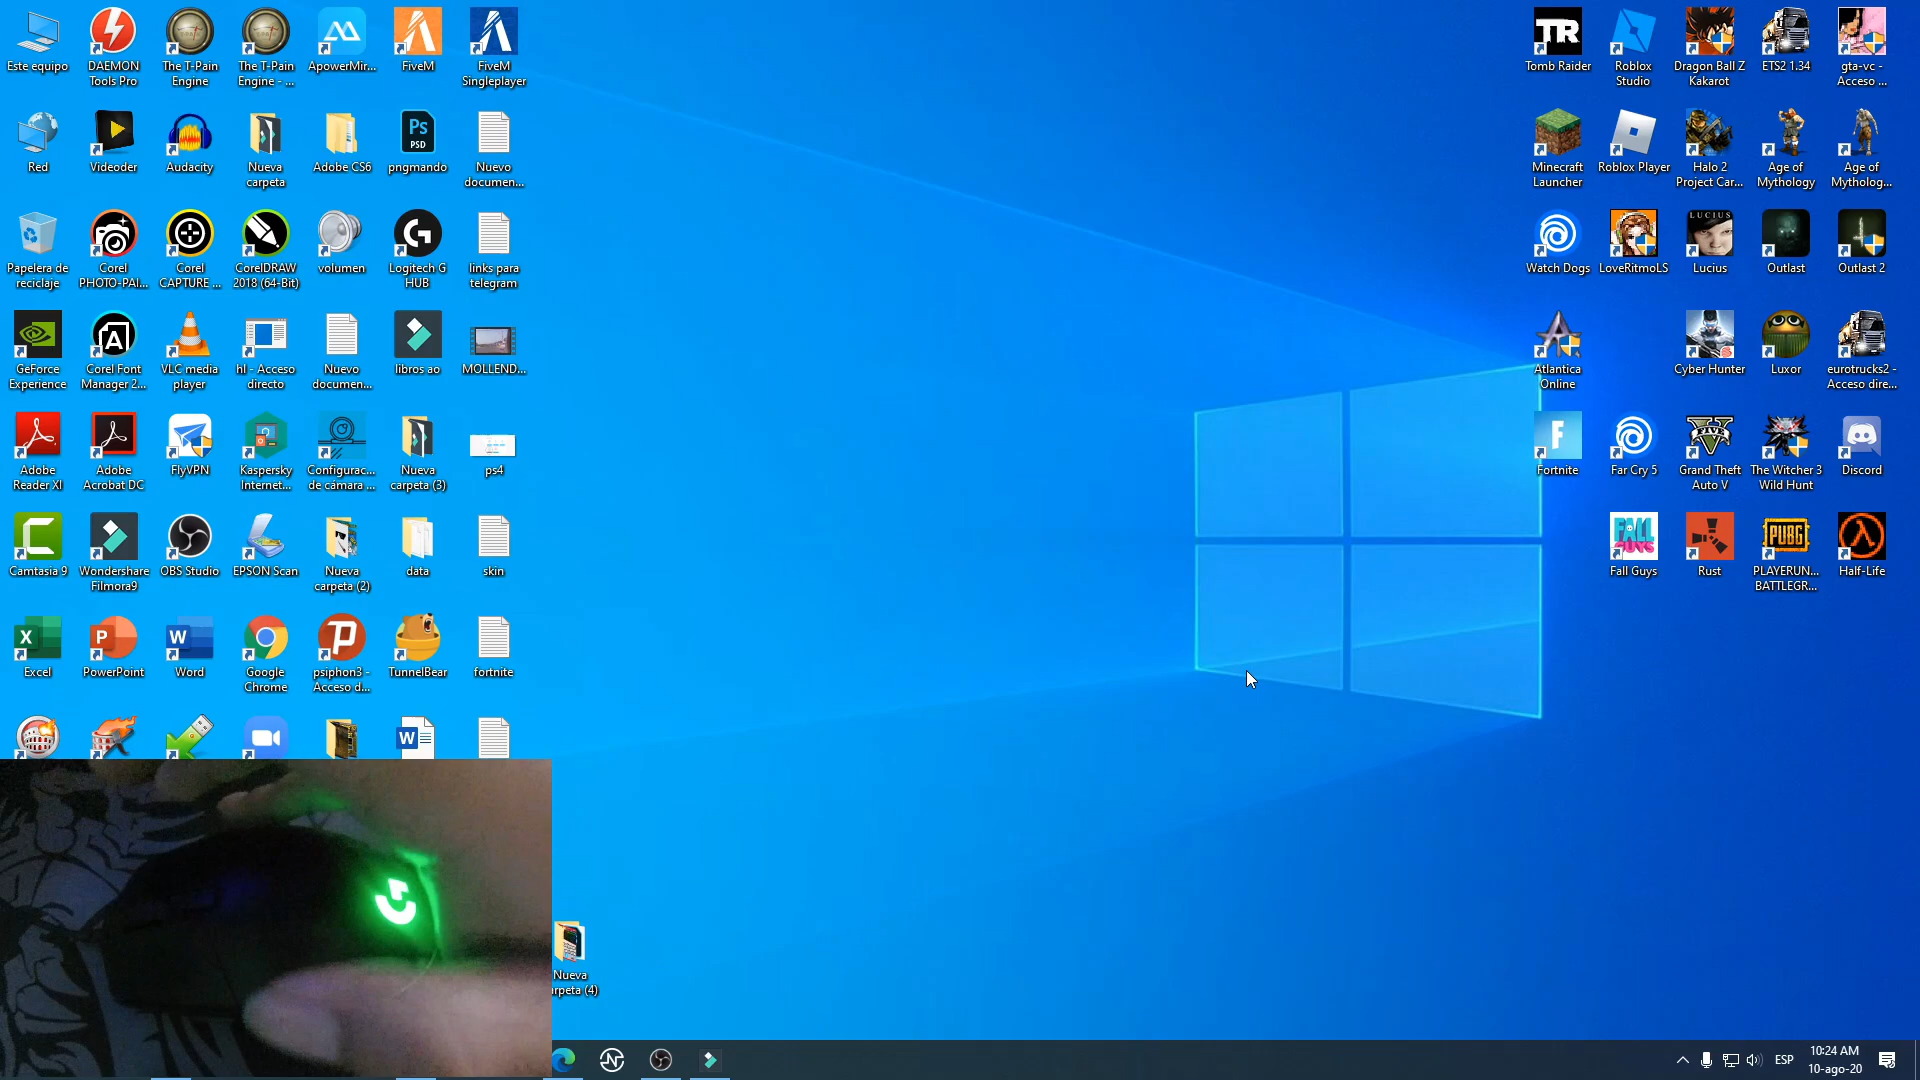 Este equipo
DAEMON
Tools Pro
The T-Pain
Engine
The T-Pain
Engine - ...
ApowerMir...
FiveM
FiveM
Singleplayer
Tomb Raider
Roblox
Studio
Dragon Ball Z
Kakarot
ETS2 1.34
gta-vc -
Acceso ...
Red
Videoder
Audacity
Nueva
carpeta
Adobe CS6
pngmando
Nuevo
documen...
Minecraft
Launcher
Roblox Player
Halo 2
Project Car...
Age of
Mythology
Age of
Mytholog...
Papelera de
reciclaje
Corel
PHOTO-PAI...
Corel
CAPTURE ...
CorelDRAW
2018 (64-Bit)
volumen
Logitech G
HUB
links para
telegram
Watch Dogs
LoveRitmoLS
LUCIUS
Lucius
Outlast
Outlast 2
GeForce
Experience
Corel Font
Manager 2...
VLC media
player
hl - Acceso
directo
Nuevo
documen...
libros ao
MOLLEND...
Atlantica
Online
Cyber Hunter
Luxor
eurotrucks2 -
Acceso dire...
Adobe
Reader XI
Adobe
Acrobat DC
FlyVPN
Kaspersky
Internet...
Configurac...
de cámara ...
Nueva
carpeta (3)
ps4
Fortnite
Far Cry 5
Grand Theft
Auto V
The Witcher 3
Wild Hunt
Discord
Camtasia 9
Wondershare
Filmora9
OBS Studio
EPSON Scan
Nueva
carpeta (2)
data
skin
FALL
GUYS
Fall Guys
Rust
PUBG
PLAYERUN...
BATTLEGR...
Half-Life
Excel
PowerPoint
Word
Google
Chrome
psiphon3 -
Acceso d...
TunnelBear
fortnite
Nueva
arpeta (4)
ESP
10:24 AM
10-ago-20